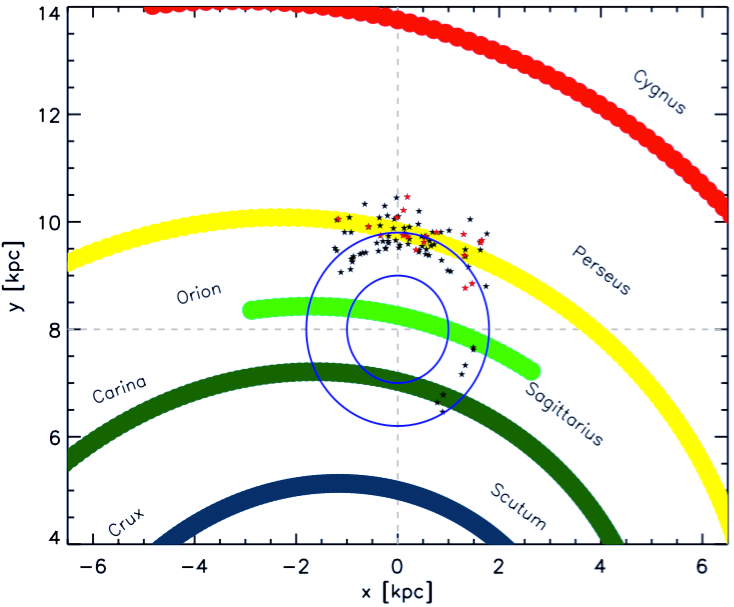 14
12
10
8
6
4
y [kpc]
Cygnus
Perseus
Orion
Carina
Sagittarius
Crux
Scutum
−6
−4
−2
0
2
4
6
x [kpc]